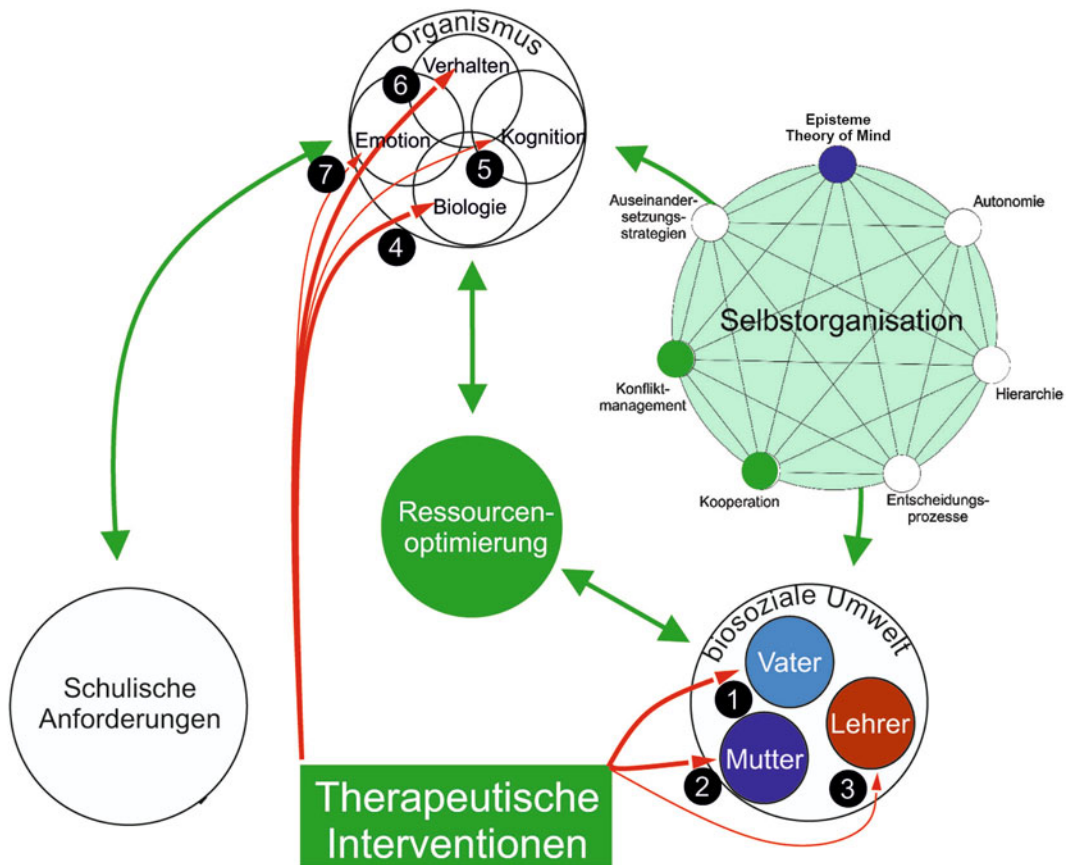 Organismus
Verhalten
6
Emotion
Kognition
7
5
Biologie
4
Episteme
Theory of Mind
Auseinander-
setzungs-
strategien
Autonomie
Selbstorganisation
Konflikt-
management
Hierarchie
Kooperation
Entscheidungs-
prozesse
Ressourcen-
optimierung
biosoziale Umwelt
Vater
1
Lehrer
Mutter
2
3
Schulische
Anforderungen
Therapeutische
Interventionen